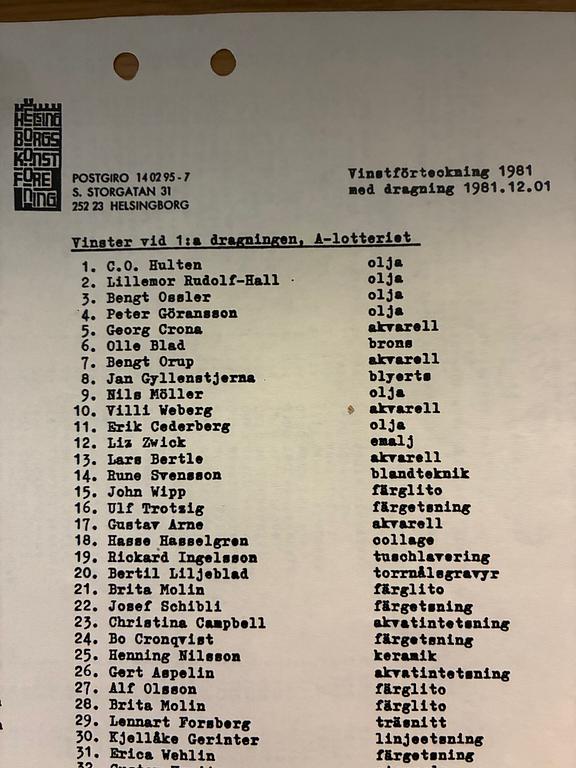 HELSING
BORGS
KONST
FÖRE
NING
POSTGIRO 14 02 95 - 7
S. STORGATAN 31
252 23 HELSINGBORG
Vinstförteckning 1981
med dragning 1981.12.01
Vinster vid 1:a dragningen, A-lotteriet
1. C.O. Hulten olja
2. Lillemor Rudolf-Hall olja
3. Bengt Ossler olja
4. Peter Göransson olja
5. Georg Crona akvarell
6. Olle Blad brons
7. Bengt Orup akvarell
8. Jan Gyllenstjerna blyerts
9. Nils Möller olja
10. Villi Weberg akvarell
11. Erik Cederberg olja
12. Liz Zwick emalj
13. Lars Bertle akvarell
14. Rune Svensson blandteknik
15. John Wipp färglito
16. Ulf Trotzig färgetsning
17. Gustav Arne akvarell
18. Hasse Hasselgren collage
19. Rickard Ingelsson tuschlavering
20. Bertil Liljeblad torrnålsgravyr
21. Brita Molin färglito
22. Josef Schibli färgetsning
23. Christina Campbell akvatintetsning
24. Bo Cronqvist färgetsning
25. Henning Nilsson keramik
26. Gert Aspelin akvatintetsning
27. Alf Olsson färglito
28. Brita Molin färglito
29. Lennart Forsberg träsnitt
30. Kjellåke Gerinter linjeetsning
31. Erica Wehlin färgetsning